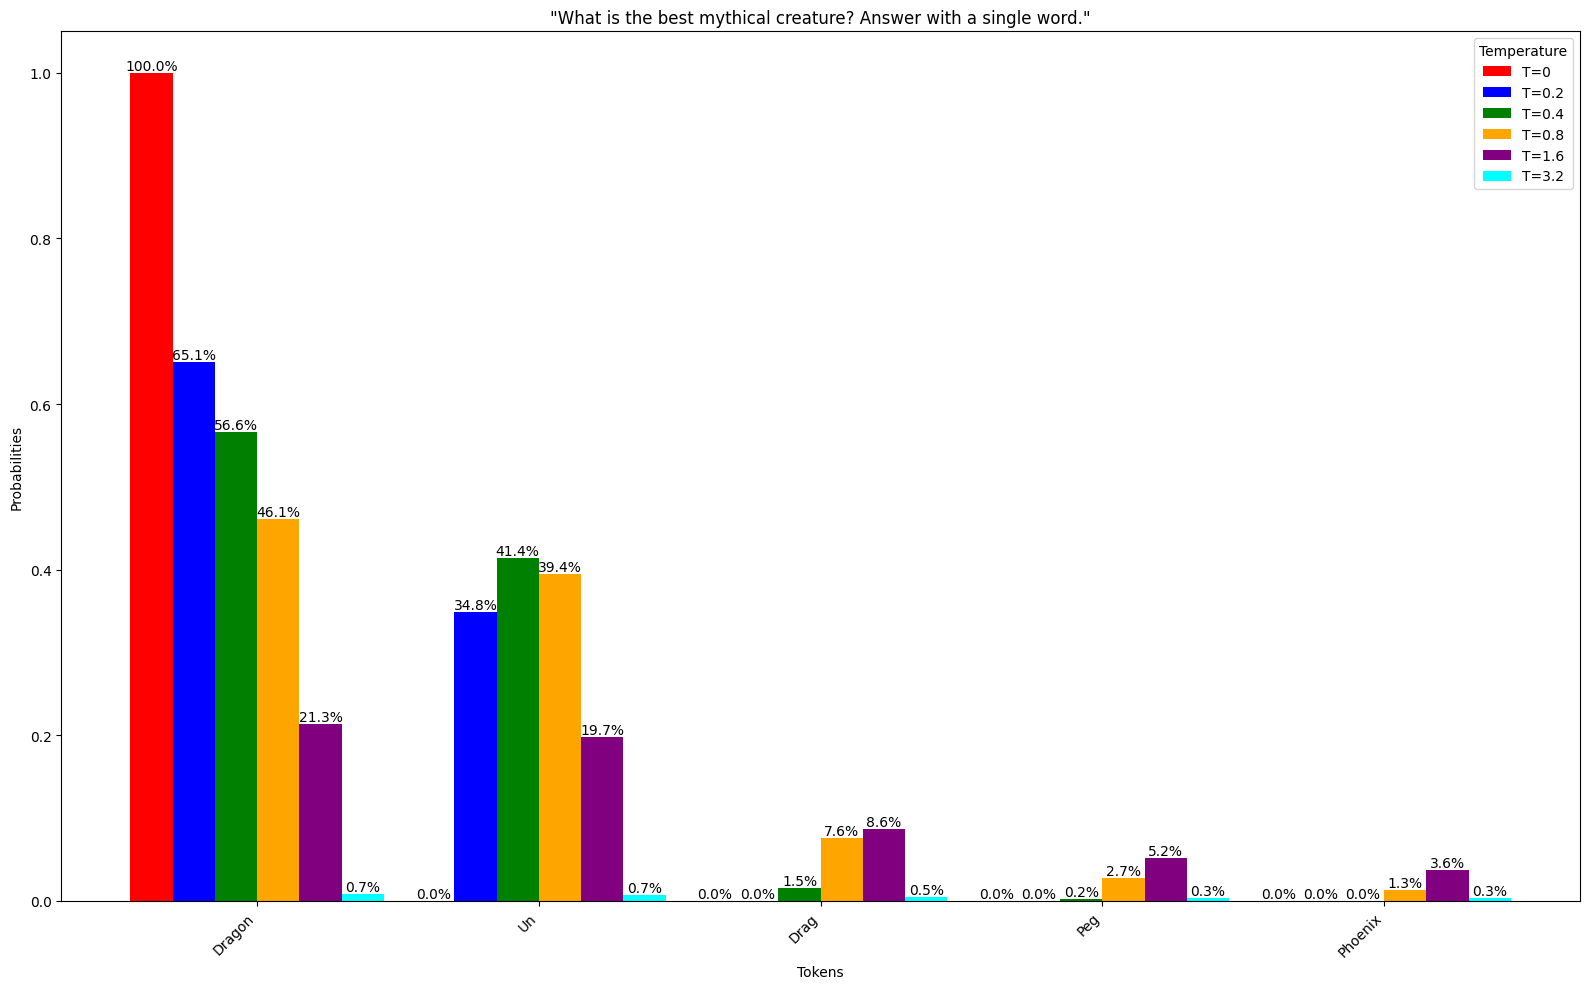 "What is the best mythical creature? Answer with a single word."
Temperature
T=0
T=0.2
T=0.4
T=0.8
T=1.6
T=3.2
Probabilities
1.0
0.8
0.6
0.4
0.2
0.0
100.0%
65.1%
56.6%
46.1%
21.3%
0.7%
0.0%
34.8%
41.4%
39.4%
19.7%
0.7%
0.0%
0.0%
1.5%
7.6%
8.6%
0.5%
0.0%
0.0%
0.2%
2.7%
5.2%
0.3%
0.0%
0.0%
0.0%
1.3%
3.6%
0.3%
Dragon
Un
Drag
Peg
Phoenix
Tokens